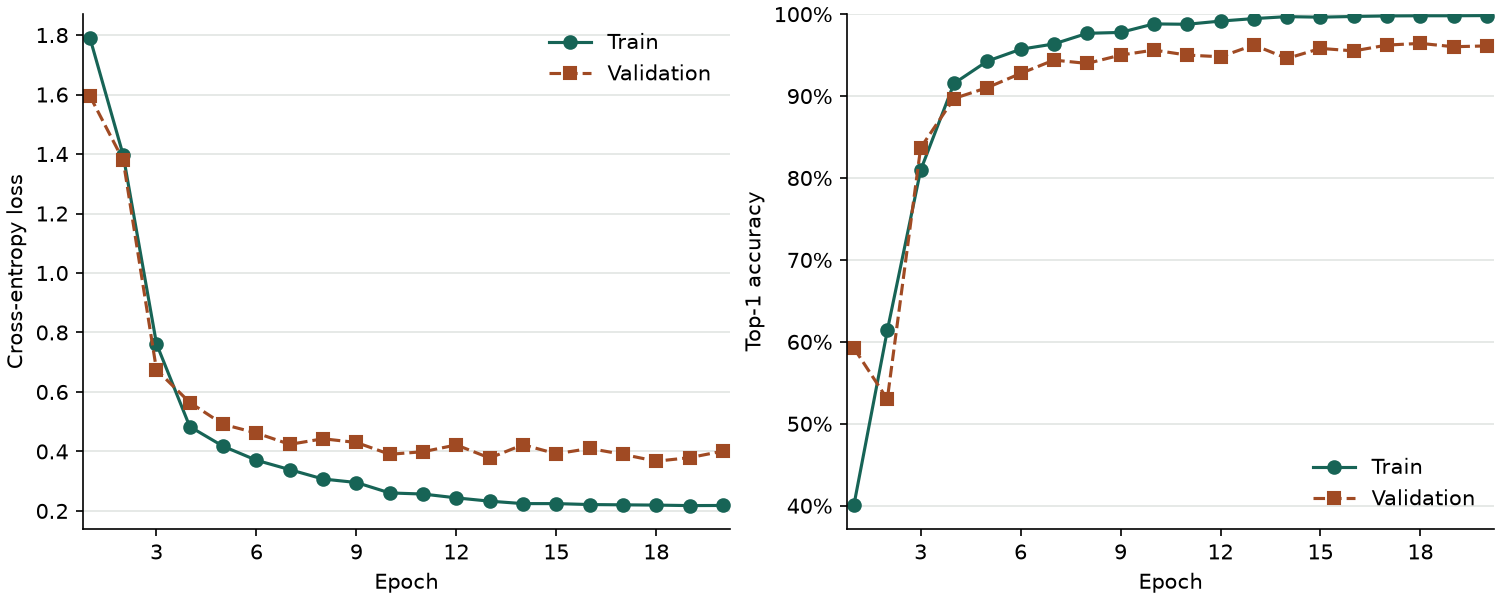 Train
Validation
1.8
1.6
1.4
1.2
1.0
0.8
0.6
0.4
0.2
Cross-entropy loss
3 6 9 12 15 18
Epoch
100%
90%
80%
70%
60%
50%
40%
Top-1 accuracy
Train
Validation
3 6 9 12 15 18
Epoch